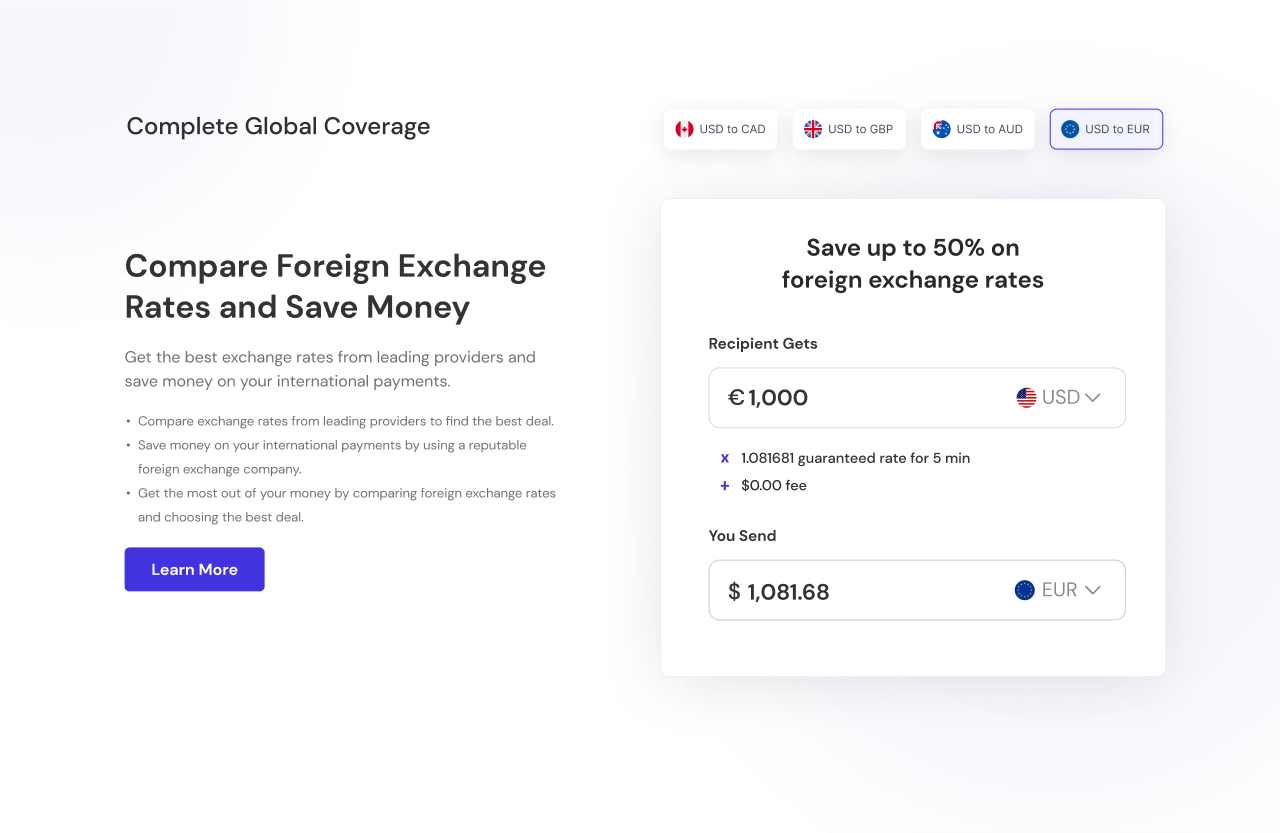 Complete Global Coverage
USD to CAD
USD to GBP
USD to AUD
USD to EUR
Compare Foreign Exchange
Rates and Save Money
Get the best exchange rates from leading providers and
save money on your international payments.
• Compare exchange rates from leading providers to find the best deal.
• Save money on your international payments by using a reputable
foreign exchange company.
• Get the most out of your money by comparing foreign exchange rates
and choosing the best deal.
Learn More
Save up to 50% on
foreign exchange rates
Recipient Gets
€ 1,000
USD
x 1.081681 guaranteed rate for 5 min
+ $0.00 fee
You Send
$ 1,081.68
EUR